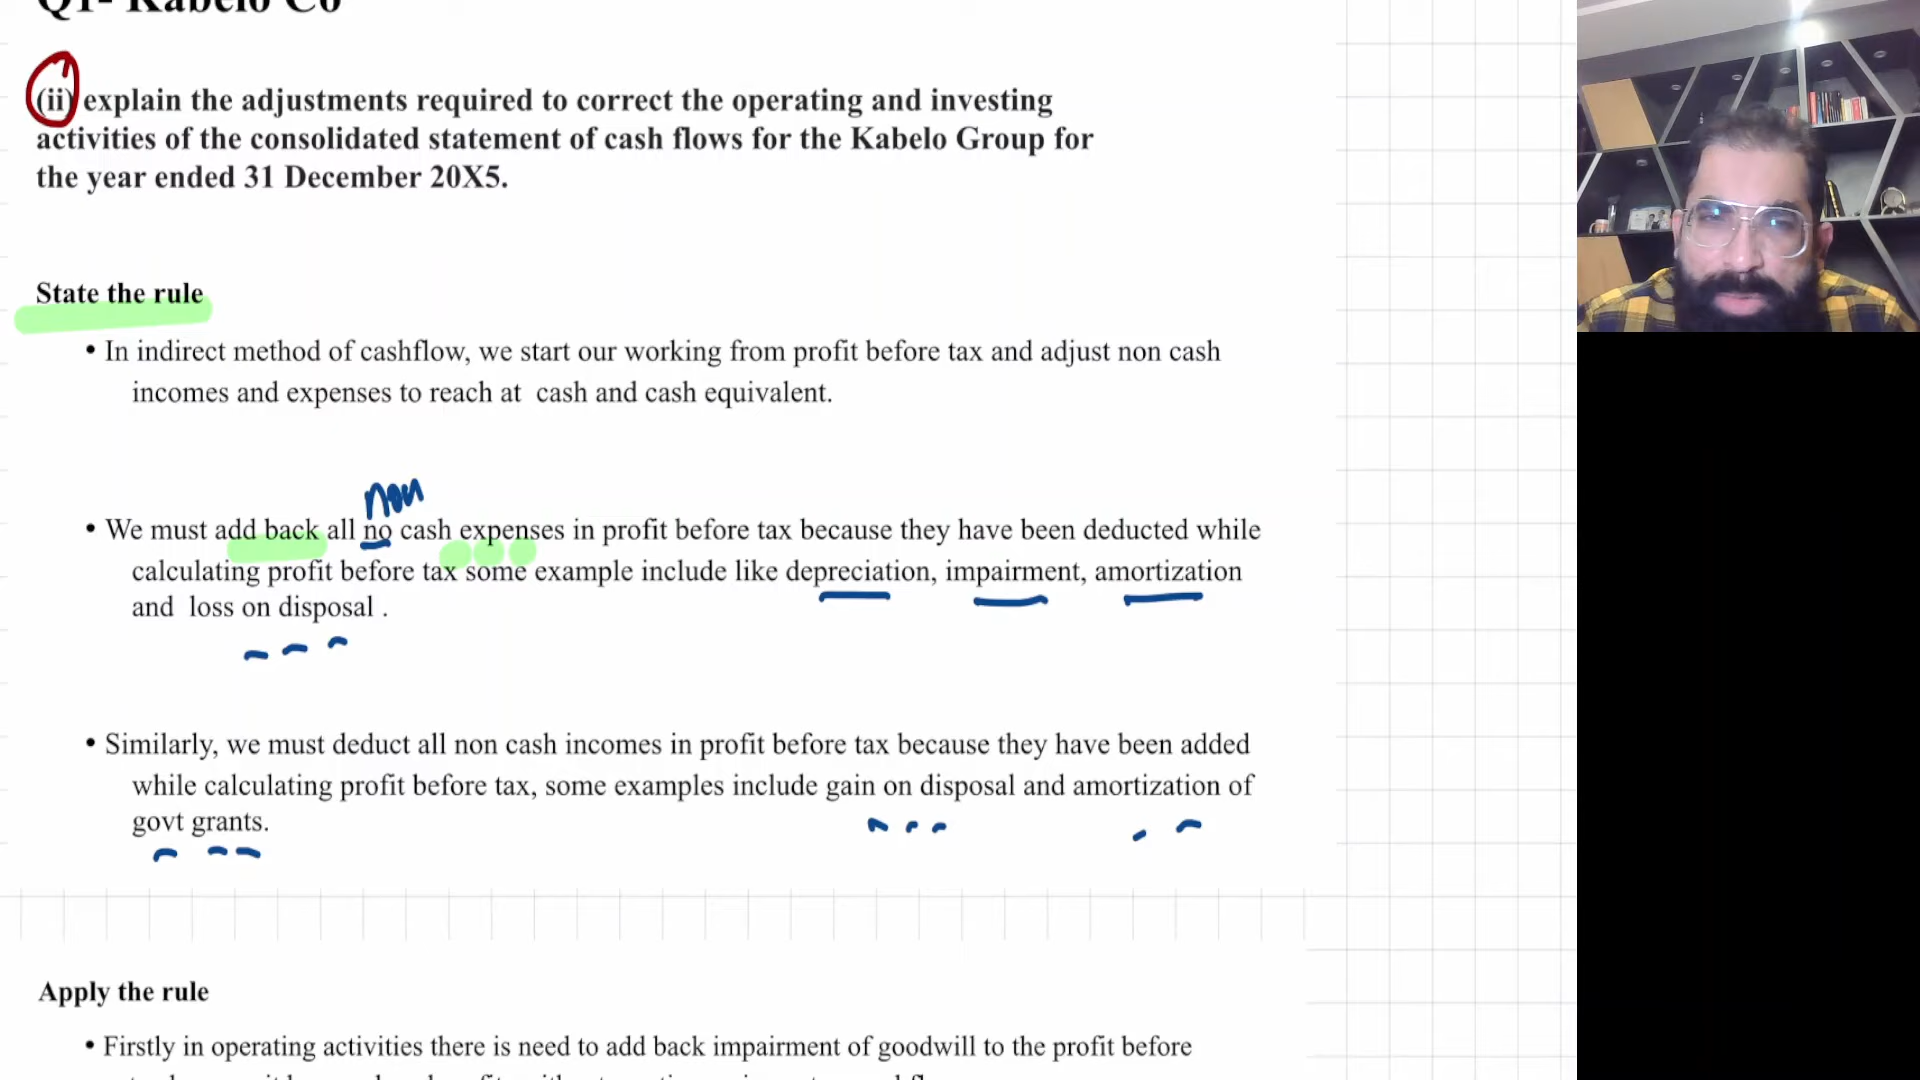 Q1- Kabelo Co
(ii) explain the adjustments required to correct the operating and investing
activities of the consolidated statement of cash flows for the Kabelo Group for
the year ended 31 December 20X5.
State the rule
• In indirect method of cashflow, we start our working from profit before tax and adjust non cash
incomes and expenses to reach at cash and cash equivalent.
non
• We must add back all no cash expenses in profit before tax because they have been deducted while
calculating profit before tax some example include like depreciation, impairment, amortization
and loss on disposal .
• Similarly, we must deduct all non cash incomes in profit before tax because they have been added
while calculating profit before tax, some examples include gain on disposal and amortization of
govt grants.
Apply the rule
• Firstly in operating activities there is need to add back impairment of goodwill to the profit before